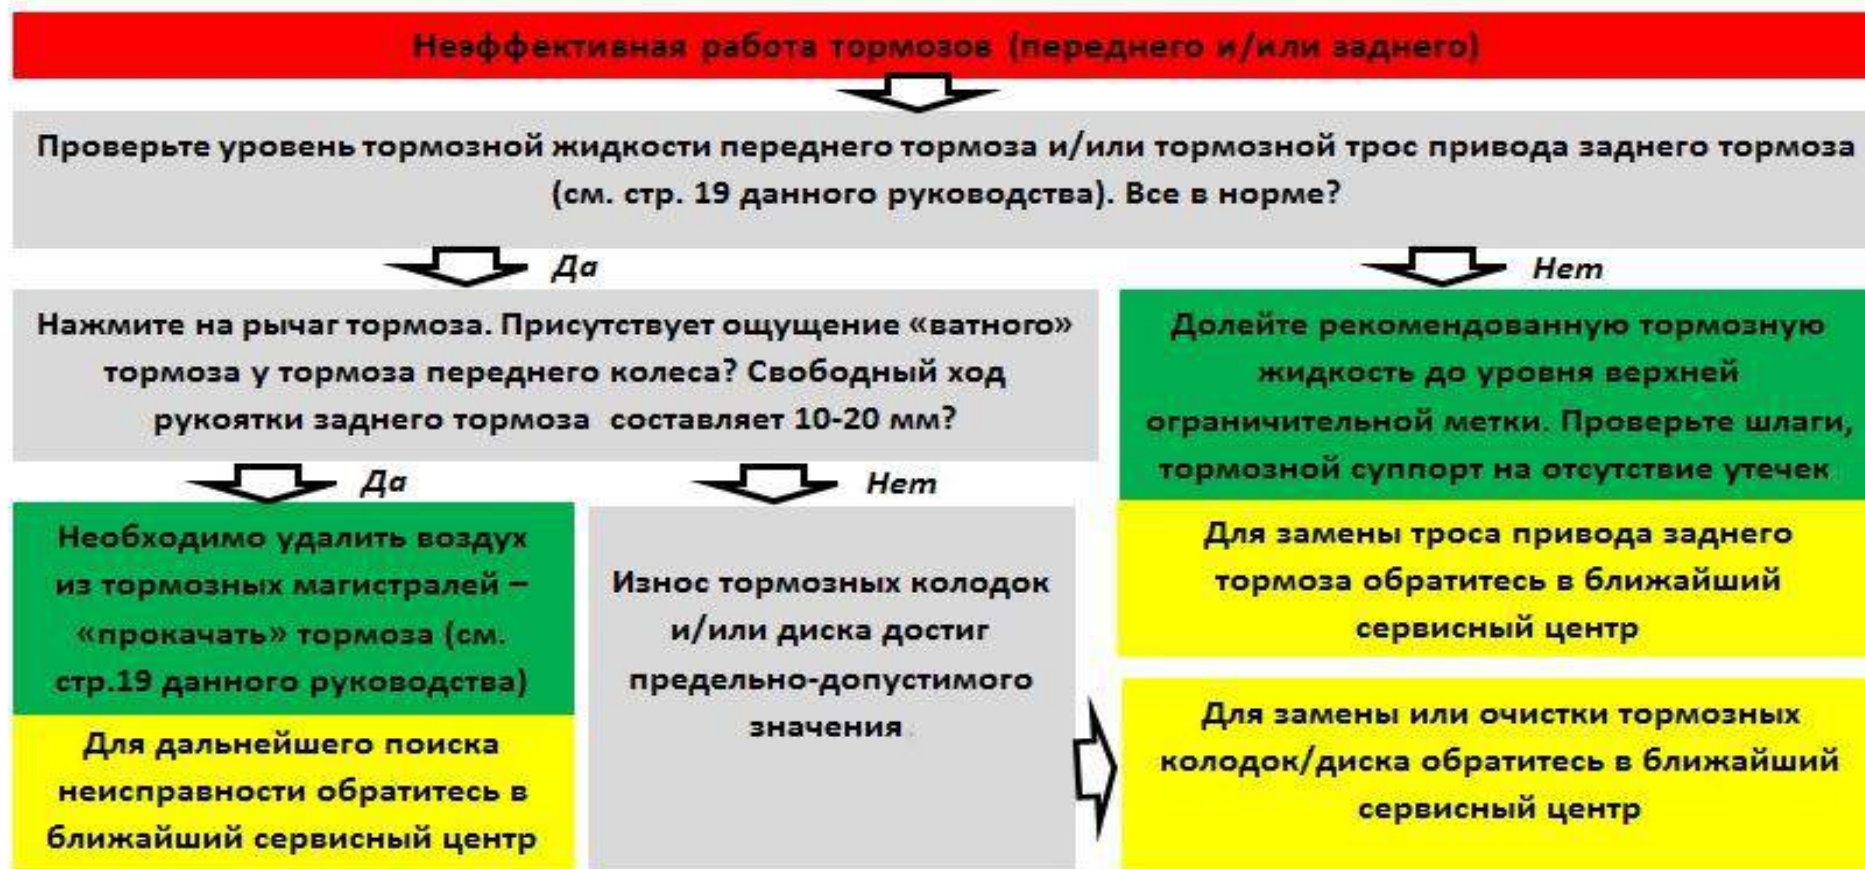 Неэффективная работа тормозов (переднего и/или заднего)
Проверьте уровень тормозной жидкости переднего тормоза и/или тормозной трос привода заднего тормоза
(см. стр. 19 данного руководства). Все в норме?
Да
Нет
Нажмите на рычаг тормоза. Присутствует ощущение «ватного»
тормоза у тормоза переднего колеса? Свободный ход
рукоятки заднего тормоза составляет 10-20 мм?
Долейте рекомендованную тормозную
жидкость до уровня верхней
ограничительной метки. Проверьте шлаги,
тормозной суппорт на отсутствие утечек
Для замены троса привода заднего
тормоза обратитесь в ближайший
сервисный центр
Да
Нет
Необходимо удалить воздух
из тормозных магистралей –
«прокачать» тормоза (см.
стр.19 данного руководства)
Для дальнейшего поиска
неисправности обратитесь в
ближайший сервисный центр
Износ тормозных колодок
и/или диска достиг
предельно-допустимого
значения
Для замены или очистки тормозных
колодок/диска обратитесь в ближайший
сервисный центр